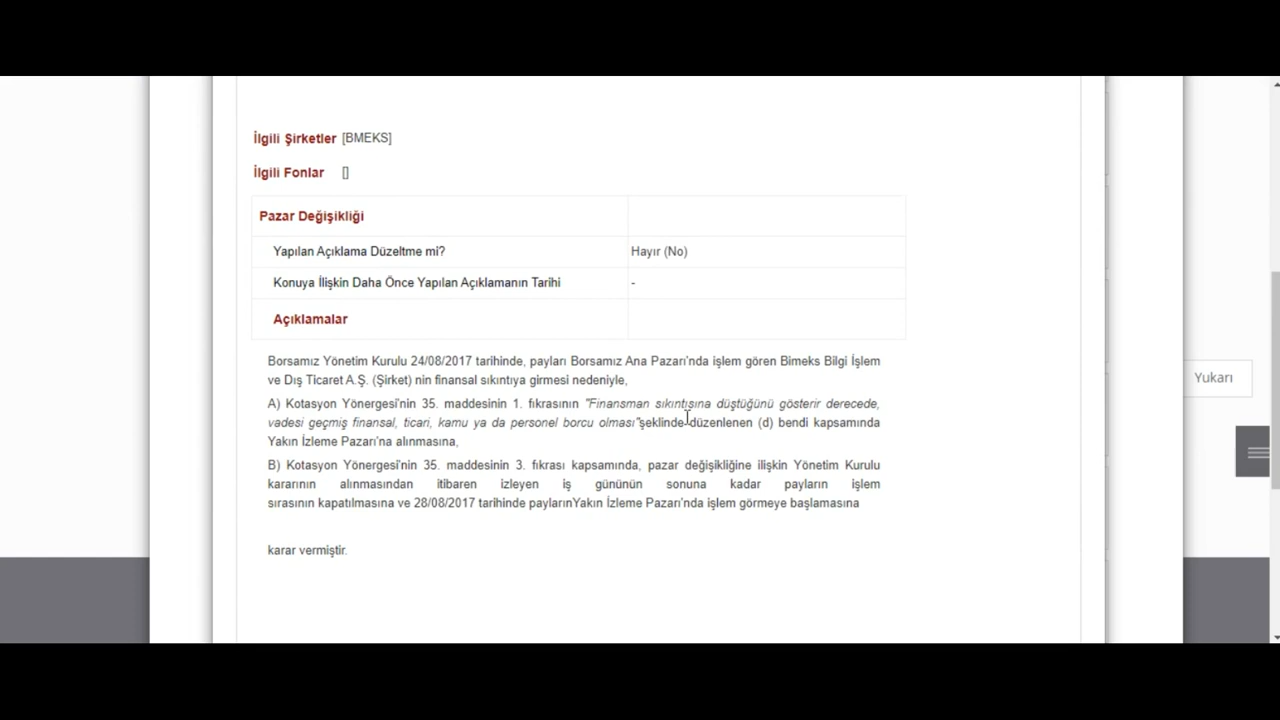 İlgili Şirketler [BMEKS]
İlgili Fonlar []
Pazar Değişikliği
Yapılan Açıklama Düzeltme mi? Hayır (No)
Konuya İlişkin Daha Önce Yapılan Açıklamanın Tarihi -
Açıklamalar
Borsamız Yönetim Kurulu 24/08/2017 tarihinde, payları Borsamız Ana Pazarı'nda işlem gören Bimeks Bilgi İşlem
ve Dış Ticaret A.Ş. (Şirket) nin finansal sıkıntıya girmesi nedeniyle,
A) Kotasyon Yönergesi'nin 35. maddesinin 1. fıkrasının "Finansman sıkıntısına düştüğünü gösterir derecede,
vadesi geçmiş finansal, ticari, kamu ya da personel borcu olması"şeklinde düzenlenen (d) bendi kapsamında
Yakın İzleme Pazarı'na alınmasına,
B) Kotasyon Yönergesi'nin 35. maddesinin 3. fıkrası kapsamında, pazar değişikliğine ilişkin Yönetim Kurulu
kararının alınmasından itibaren izleyen iş gününün sonuna kadar payların işlem
sırasının kapatılmasına ve 28/08/2017 tarihinde paylarınYakın İzleme Pazarı'nda işlem görmeye başlamasına
karar vermiştir.
Yukarı